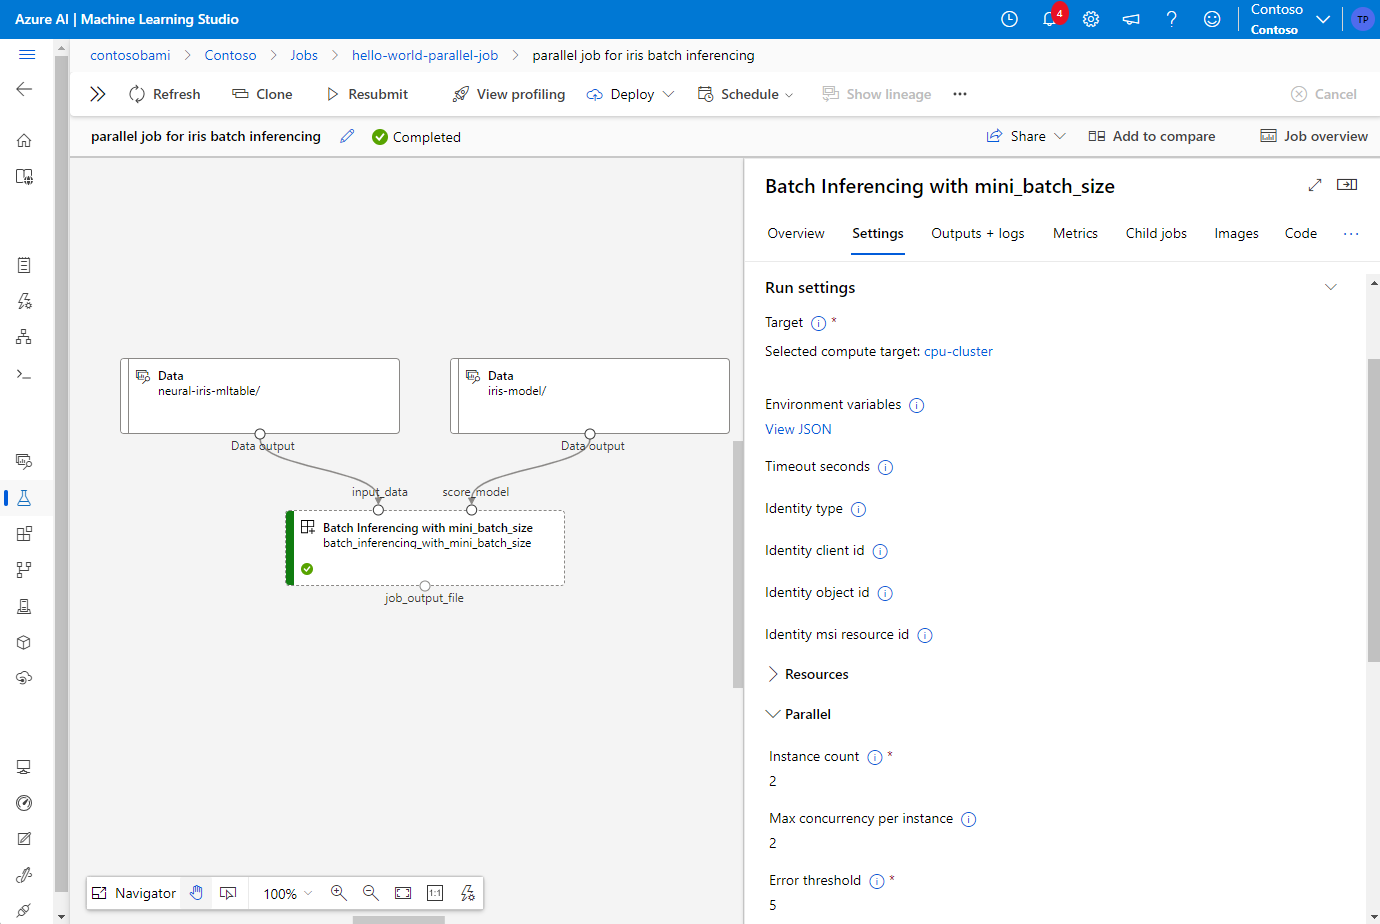 Azure AI | Machine Learning Studio
4
Contoso
Contoso
TP
contosobami > Contoso > Jobs > hello-world-parallel-job > parallel job for iris batch inferencing
Refresh Clone Resubmit View profiling Deploy Schedule Show lineage ... Cancel
parallel job for iris batch inferencing Completed Share Add to compare Job overview
Data
neural-iris-mltable/
Data output
Data
iris-model/
Data output
input_data
score_model
Batch Inferencing with mini_batch_size
batch_inferencing_with_mini_batch_size
job_output_file
Navigator 100% 1:1
Batch Inferencing with mini_batch_size
Overview Settings Outputs + logs Metrics Child jobs Images Code ...
Run settings
Target *
Selected compute target: cpu-cluster
Environment variables
View JSON
Timeout seconds
Identity type
Identity client id
Identity object id
Identity msi resource id
Resources
Parallel
Instance count *
2
Max concurrency per instance
2
Error threshold *
5